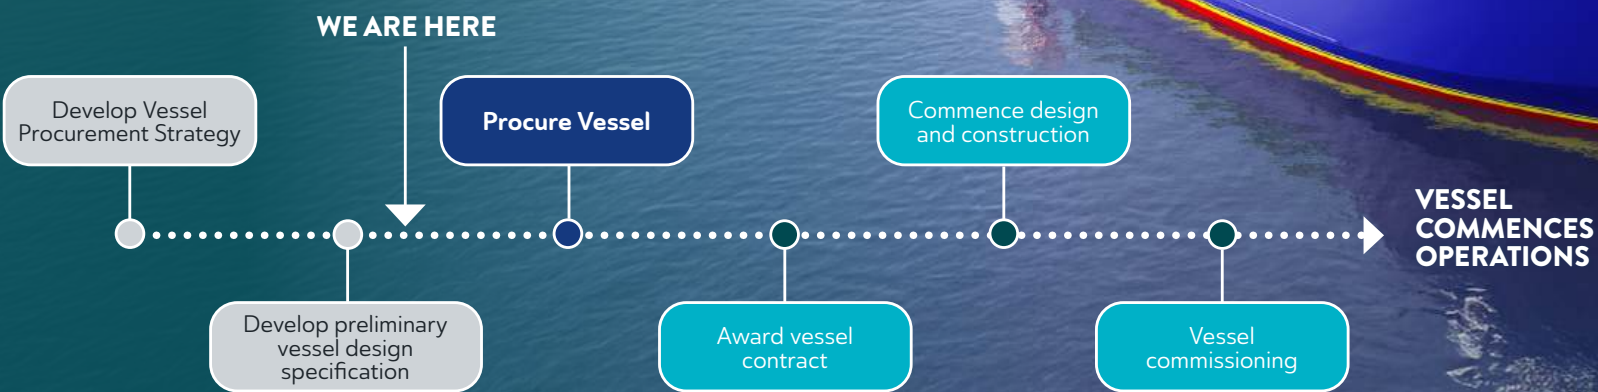 WE ARE HERE
Develop Vessel
Procurement Strategy
Procure Vessel
Commence design
and construction
VESSEL
COMMENCES
OPERATIONS
Develop preliminary
vessel design
specification
Award vessel
contract
Vessel
commissioning